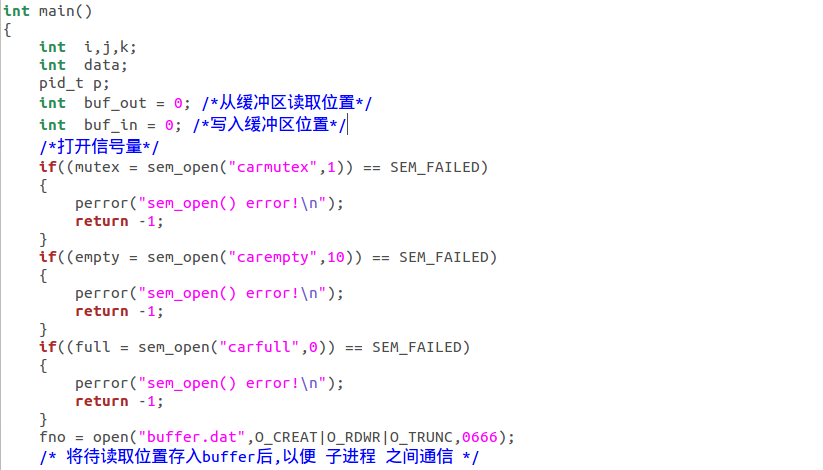 int main()
{
    int  i,j,k;
    int  data;
    pid_t p;
    int  buf_out = 0; /*从缓冲区读取位置*/
    int  buf_in = 0; /*写入缓冲区位置*/
    /*打开信号量*/
    if((mutex = sem_open("carmutex",1)) == SEM_FAILED)
    {
        perror("sem_open() error!\n");
        return -1;
    }
    if((empty = sem_open("carempty",10)) == SEM_FAILED)
    {
        perror("sem_open() error!\n");
        return -1;
    }
    if((full = sem_open("carfull",0)) == SEM_FAILED)
    {
        perror("sem_open() error!\n");
        return -1;
    }
    fno = open("buffer.dat",O_CREAT|O_RDWR|O_TRUNC,0666);
    /* 将待读取位置存入buffer后,以便 子进程 之间通信 */